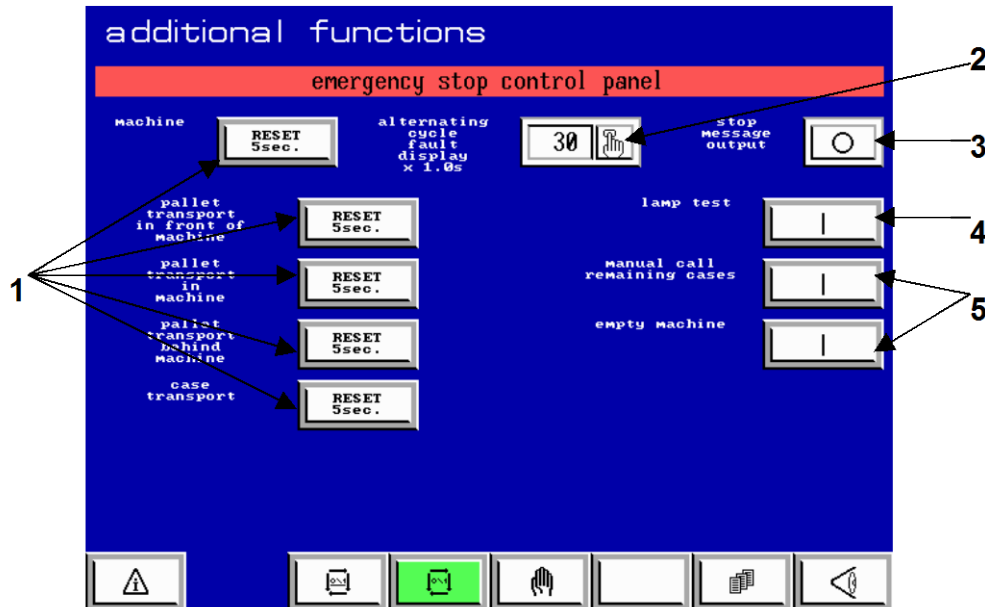 additional functions
emergency stop control panel
machine
RESET
5sec.
alternating
cycle
fault
display
x 1.0s
30
stop
message
output
O
2
3
pallet
transport
in front of
machine
RESET
5sec.
lamp test
|
4
pallet
transport
in
machine
RESET
5sec.
manual call
remaining cases
|
1
5
pallet
transport
behind
machine
RESET
5sec.
empty machine
|
case
transport
RESET
5sec.